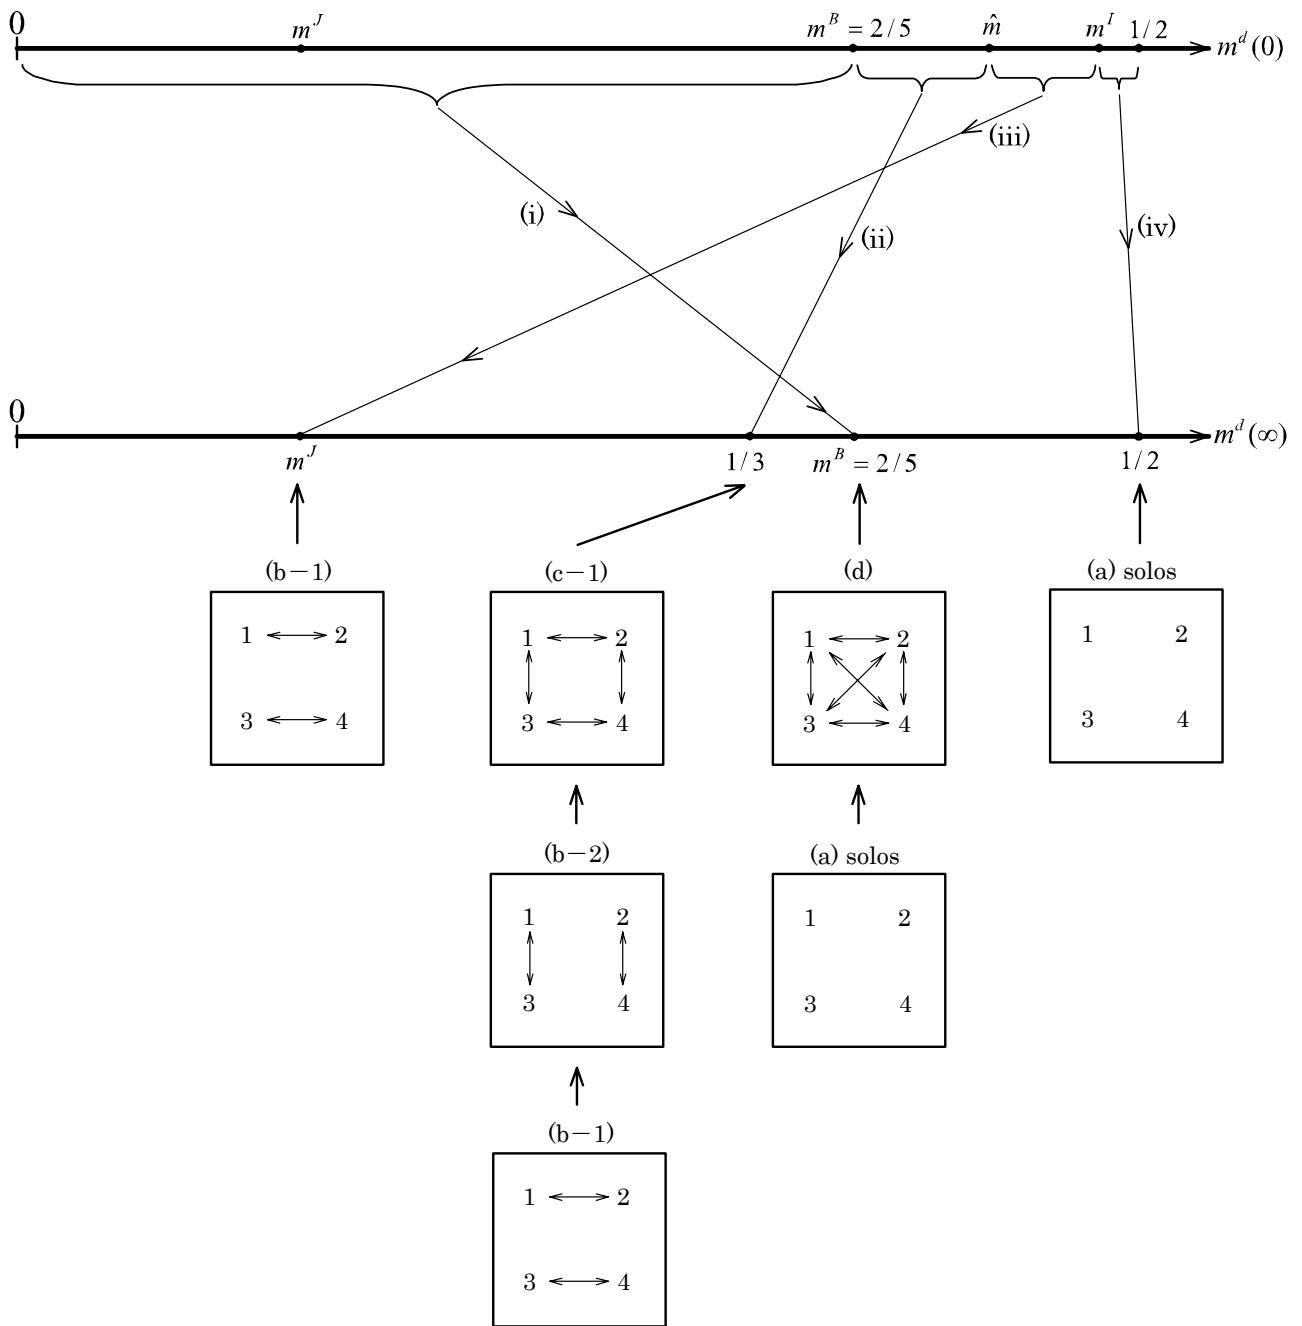 0 m^J m^B = 2/5 m̂ m^I 1/2 m^d(0)
(iii)
(i) (ii) (iv)
0 m^d(∞)
m^J 1/3 m^B = 2/5 1/2
(b−1) (c−1) (d) (a) solos
1 2 1 2 1 2 1 2
3 4 3 4 3 4 3 4
(b−2) (a) solos
1 2 1 2
3 4 3 4
(b−1)
1 2
3 4